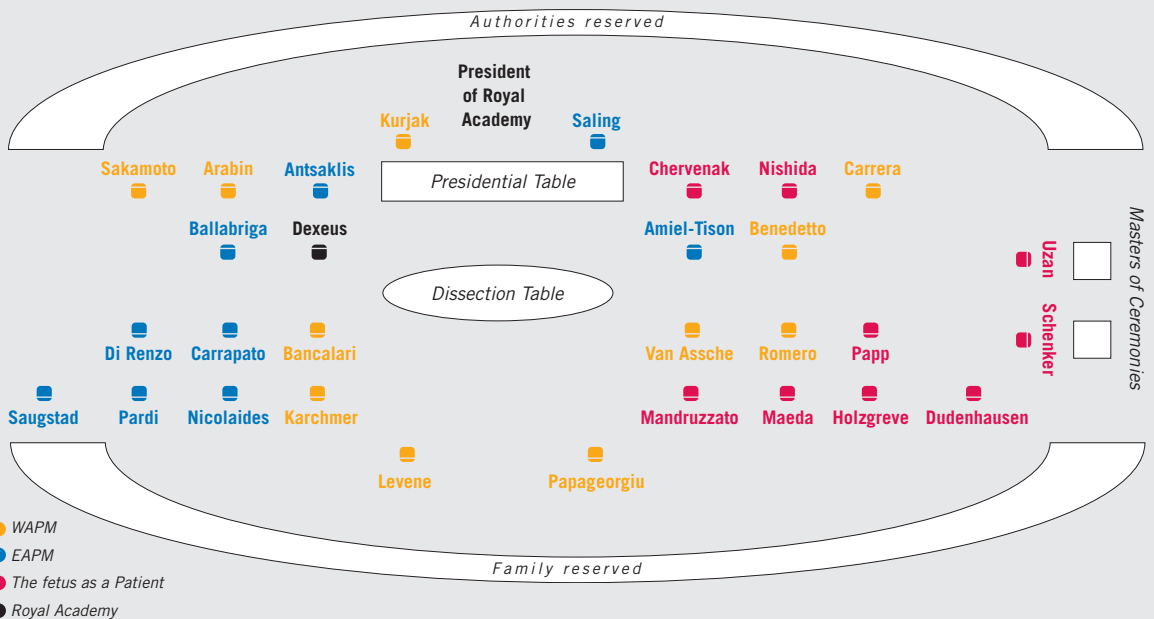 Authorities reserved
President
of Royal
Academy
Kurjak
Saling
Sakamoto
Arabin
Antsaklis
Presidential Table
Chervenak
Nishida
Carrera
Ballabriga
Dexeus
Amiel-Tison
Benedetto
Uzan
Masters of Ceremonies
Dissection Table
Schenker
Di Renzo
Carrapato
Bancalari
Van Assche
Romero
Papp
Saugstad
Pardi
Nicolaides
Karchmer
Mandruzzato
Maeda
Holzgreve
Dudenhausen
Levene
Papageorgiu
Family reserved
WAPM
EAPM
The fetus as a Patient
Royal Academy